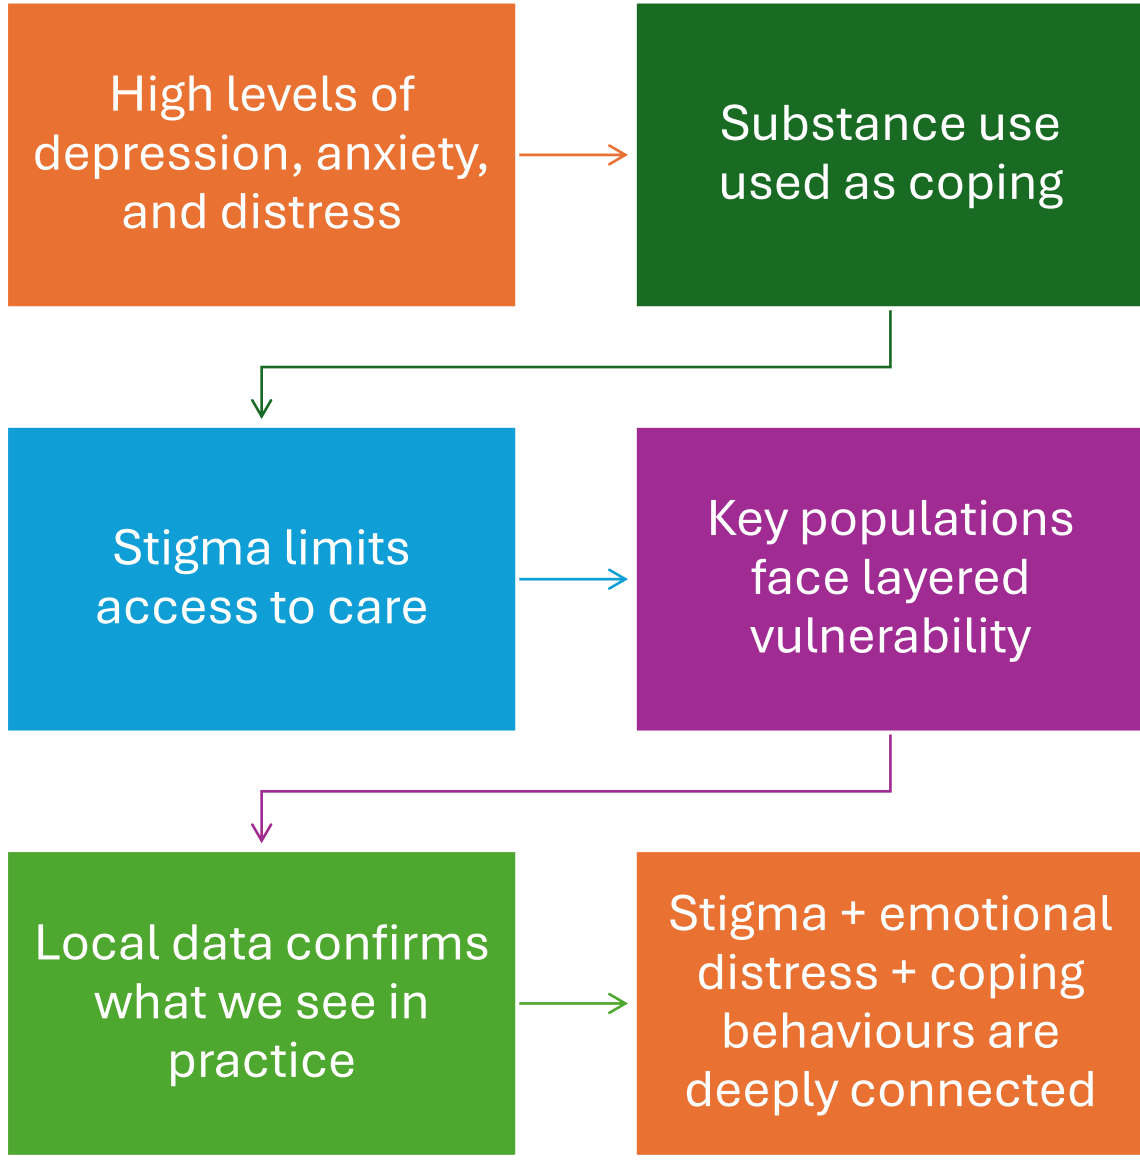 High levels of
depression, anxiety,
and distress
Substance use
used as coping
Stigma limits
access to care
Key populations
face layered
vulnerability
Local data confirms
what we see in
practice
Stigma + emotional
distress + coping
behaviours are
deeply connected